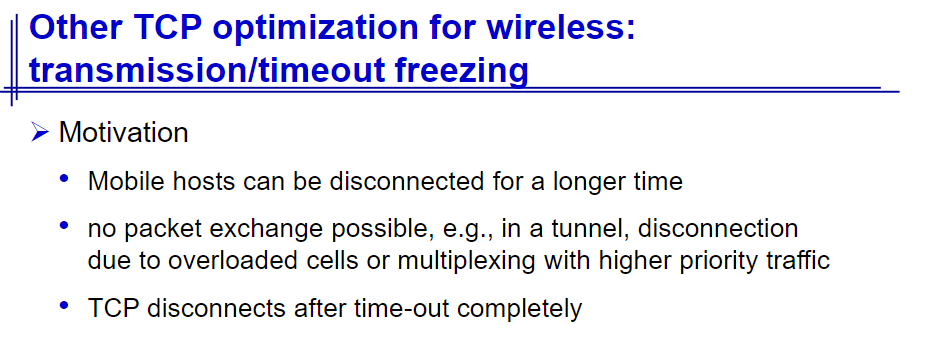 Other TCP optimization for wireless:
transmission/timeout freezing
Motivation
Mobile hosts can be disconnected for a longer time
no packet exchange possible, e.g., in a tunnel, disconnection
due to overloaded cells or multiplexing with higher priority traffic
TCP disconnects after time-out completely